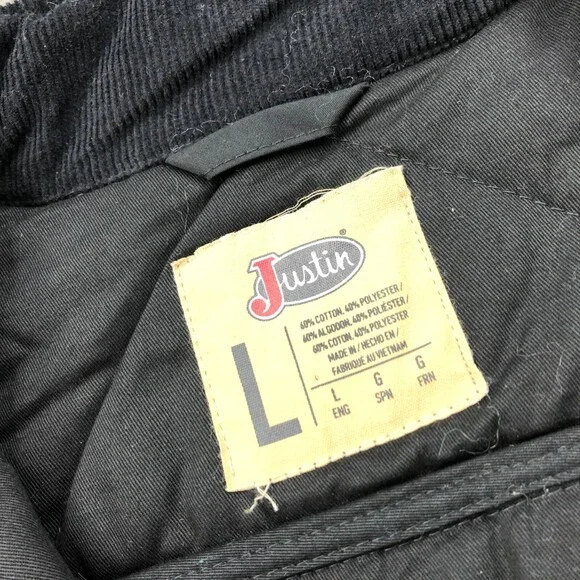 Justin®
60% COTTON, 40% POLYESTER /
60% ALGODON, 40% POLIÉSTER /
60% COTON, 40% POLYESTER
MADE IN / HECHO EN /
FABRIQUE AU VIETNAM
L
L G G
ENG SPN FRN